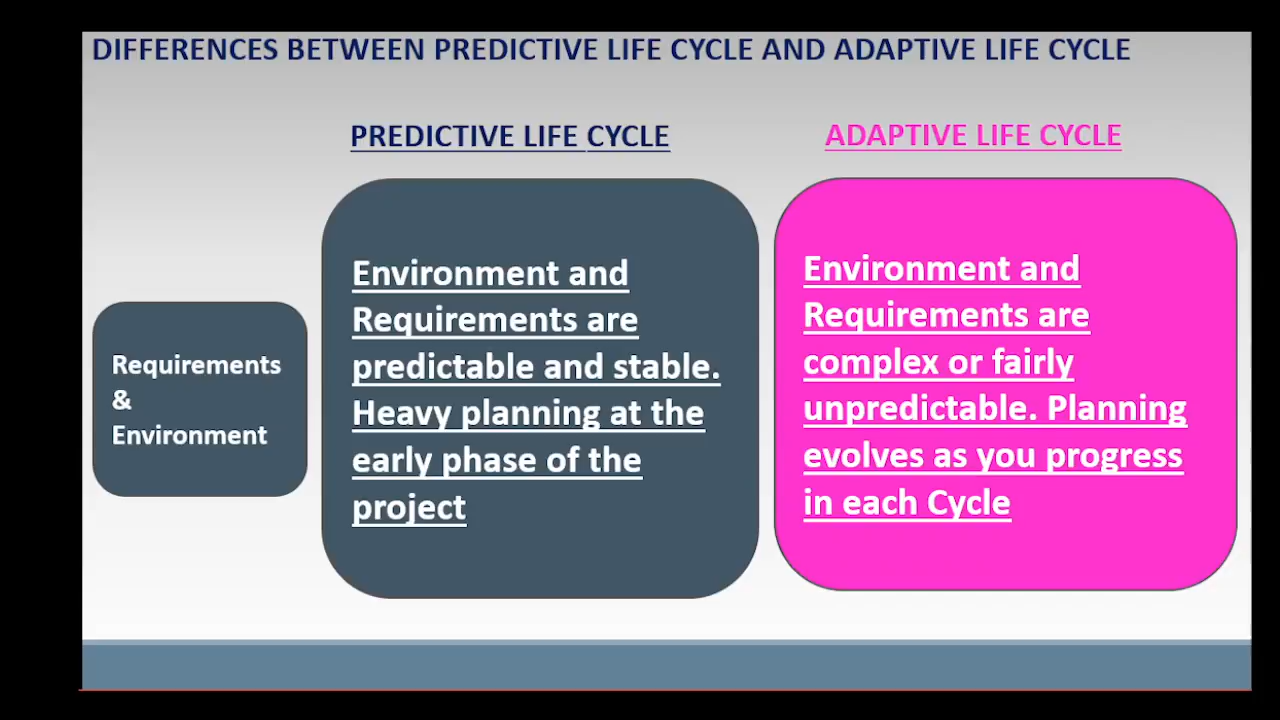 DIFFERENCES BETWEEN PREDICTIVE LIFE CYCLE AND ADAPTIVE LIFE CYCLE
PREDICTIVE LIFE CYCLE
ADAPTIVE LIFE CYCLE
Requirements
&
Environment
Environment and
Requirements are
predictable and stable.
Heavy planning at the
early phase of the
project
Environment and
Requirements are
complex or fairly
unpredictable. Planning
evolves as you progress
in each Cycle